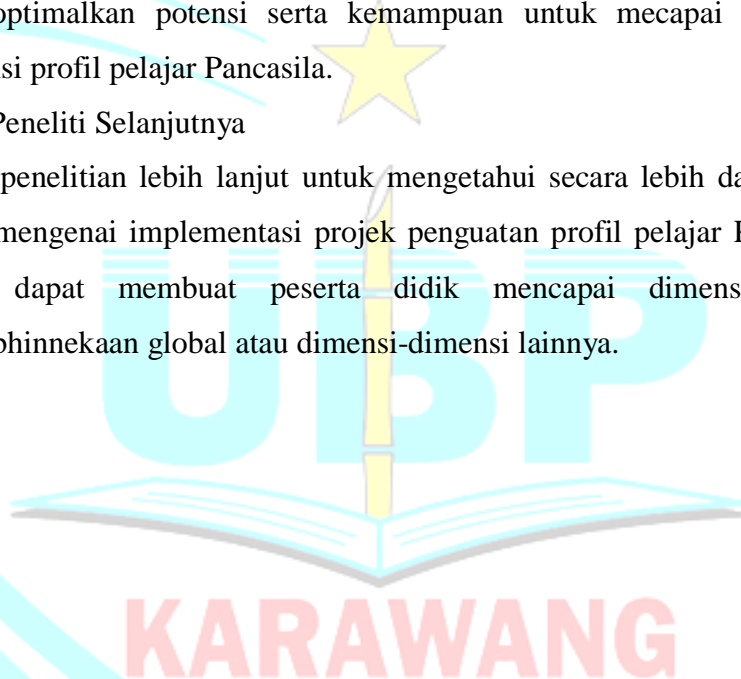 optimalkan potensi serta kemampuan untuk mecapai
si profil pelajar Pancasila.
Peneliti Selanjutnya
penelitian lebih lanjut untuk mengetahui secara lebih da
mengenai implementasi projek penguatan profil pelajar P
dapat membuat peserta didik mencapai dimens
bhinnekaan global atau dimensi-dimensi lainnya.
UBP
KARAWANG